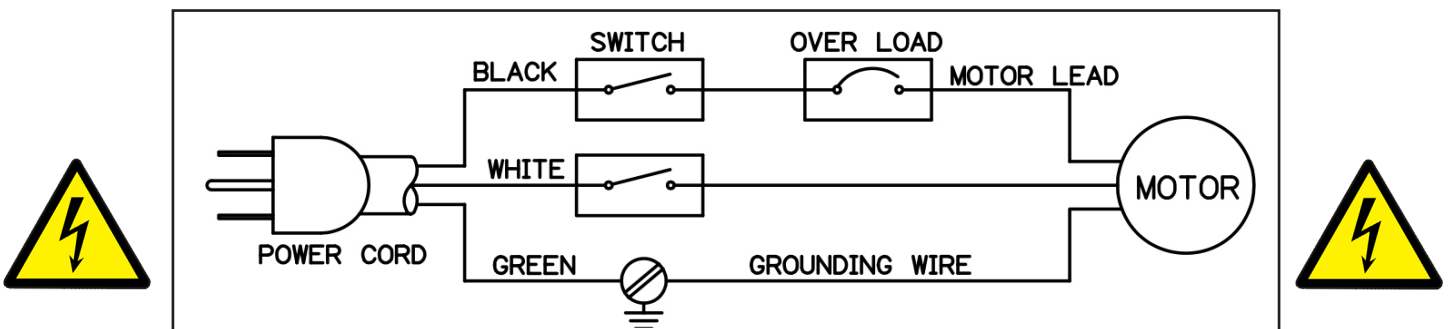 SWITCH
OVER LOAD
BLACK
MOTOR LEAD
WHITE
MOTOR
POWER CORD
GREEN
GROUNDING WIRE